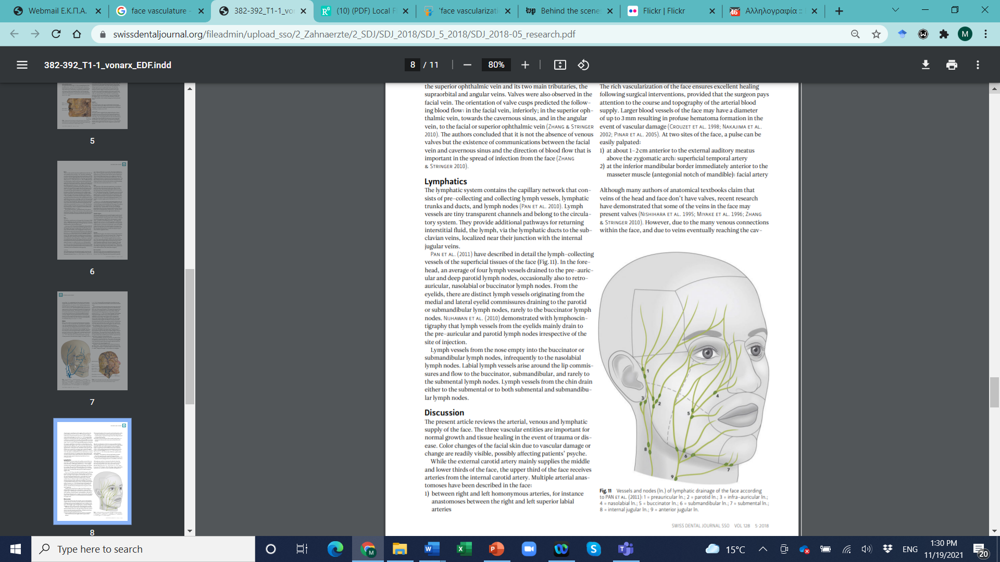 Webmail Ε.Κ.Π.Α.
face vasculature -
382-392_T1-1_vo
(10) (PDF) Local F
'face vascularizati
wp
Behind the scene
Flickr | Flickr
46
Αλληλογραφία ::
swissdentaljournal.org/fileadmin/upload_sso/2_Zahnaerzte/2_SDJ/SDJ_2018/SDJ_5_2018/SDJ_2018-05_research.pdf
M
382-392_T1-1_vonarx_EDF.indd
8 / 11
80%
5
6
7
8
the superior ophthalmic vein and its two main tributaries, the
supraorbital and angular veins. Valves were also observed in the
facial vein. The orientation of valve cusps predicted the follow-
ing blood flow: in the facial vein, inferiorly; in the superior oph-
thalmic vein, towards the cavernous sinus, and in the angular
vein, to the facial or superior ophthalmic vein (ZHANG & STRINGER
2010). The authors concluded that it is not the absence of venous
valves but the existence of communications between the facial
vein and cavernous sinus and the direction of blood flow that is
important in the spread of infection from the face (ZHANG
& STRINGER 2010).
Lymphatics
The lymphatic system contains the capillary network that con-
sists of pre-collecting and collecting lymph vessels, lymphatic
trunks and ducts, and lymph nodes (PAN ET AL. 2010). Lymph
vessels are tiny transparent channels and belong to the circula-
tory system. They provide additional pathways for returning
interstitial fluid, the lymph, via the lymphatic ducts to the sub-
clavian veins, localized near their junction with the internal
jugular veins.
PAN ET AL. (2011) have described in detail the lymph-collecting
vessels of the superficial tissues of the face (Fig. 11). In the fore-
head, an average of four lymph vessels drained to the pre-auric-
ular and deep parotid lymph nodes, occasionally also to retro-
auricular, nasolabial or buccinator lymph nodes. From the
eyelids, there are distinct lymph vessels originating from the
medial and lateral eyelid commissures draining to the parotid
or submandibular lymph nodes, rarely to the buccinator lymph
nodes. NIJHAWAN ET AL. (2010) demonstrated with lymphoscin-
tigraphy that lymph vessels from the eyelids mainly drain to
the pre-auricular and parotid lymph nodes irrespective of the
site of injection.
Lymph vessels from the nose empty into the buccinator or
submandibular lymph nodes, infrequently to the nasolabial
lymph nodes. Labial lymph vessels arise around the lip commis-
sures and flow to the buccinator, submandibular, and rarely to
the submental lymph nodes. Lymph vessels from the chin drain
either to the submental or to both submental and submandibu-
lar lymph nodes.
Discussion
The present article reviews the arterial, venous and lymphatic
supply of the face. The three vascular entities are important for
normal growth and tissue healing in the event of trauma or dis-
ease. Color changes of the facial skin due to vascular damage or
change are readily visible, possibly affecting patients' psyche.
While the external carotid artery mainly supplies the middle
and lower thirds of the face, the upper third of the face receives
arteries from the internal carotid artery. Multiple arterial anas-
tomoses have been described in the face:
1) between right and left homonymous arteries, for instance
anastomoses between the right and left superior labial
arteries
The rich vascularization of the face ensures excellent healing
following surgical interventions, provided that the surgeon pays
attention to the course and topography of the arterial blood
supply. Larger blood vessels of the face may have a diameter
of up to 3 mm resulting in profuse hematoma formation in the
event of vascular damage (CROUZET ET AL. 1998; NAKAJIMA ET AL.
2002; PINAR ET AL. 2005). At two sites of the face, a pulse can be
easily palpated:
1) at about 1–2 cm anterior to the external auditory meatus
above the zygomatic arch: superficial temporal artery
2) at the inferior mandibular border immediately anterior to the
masseter muscle (antegonial notch of mandible): facial artery
Although many authors of anatomical textbooks claim that
veins of the head and face don't have valves, recent research
have demonstrated that some of the veins in the face may
present valves (NISHIHARA ET AL. 1995; MIYAKE ET AL. 1996; ZHANG
& STRINGER 2010). However, due to the many venous connections
within the face, and due to veins eventually reaching the cav-
1
2
3
4
5
6
7
8
9
Fig. 11 Vessels and nodes (ln.) of lymphatic drainage of the face according
to PAN ET AL. (2011): 1 = preauricular ln.; 2 = parotid ln.; 3 = infra-auricular ln.;
4 = nasolabial ln.; 5 = buccinator ln.; 6 = submandibular ln.; 7 = submental ln.;
8 = internal jugular ln.; 9 = anterior jugular ln.
SWISS DENTAL JOURNAL SSO VOL 128 5·2018
Type here to search
15°C
ENG
1:30 PM
11/19/2021
20